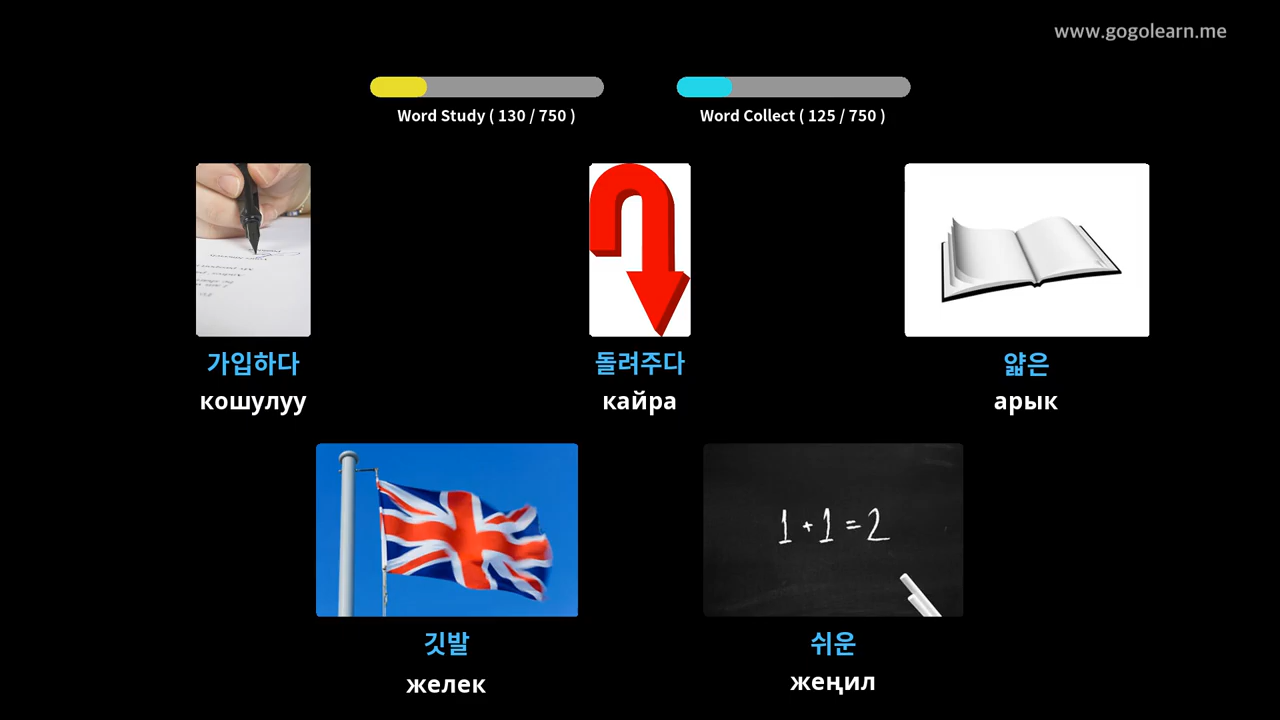 www.gogolearn.me
Word Study ( 130 / 750 )
Word Collect ( 125 / 750 )
가입하다
кошулуу
돌려주다
кайра
얇은
арык
1 + 1 = 2
깃발
желек
쉬운
жеңил